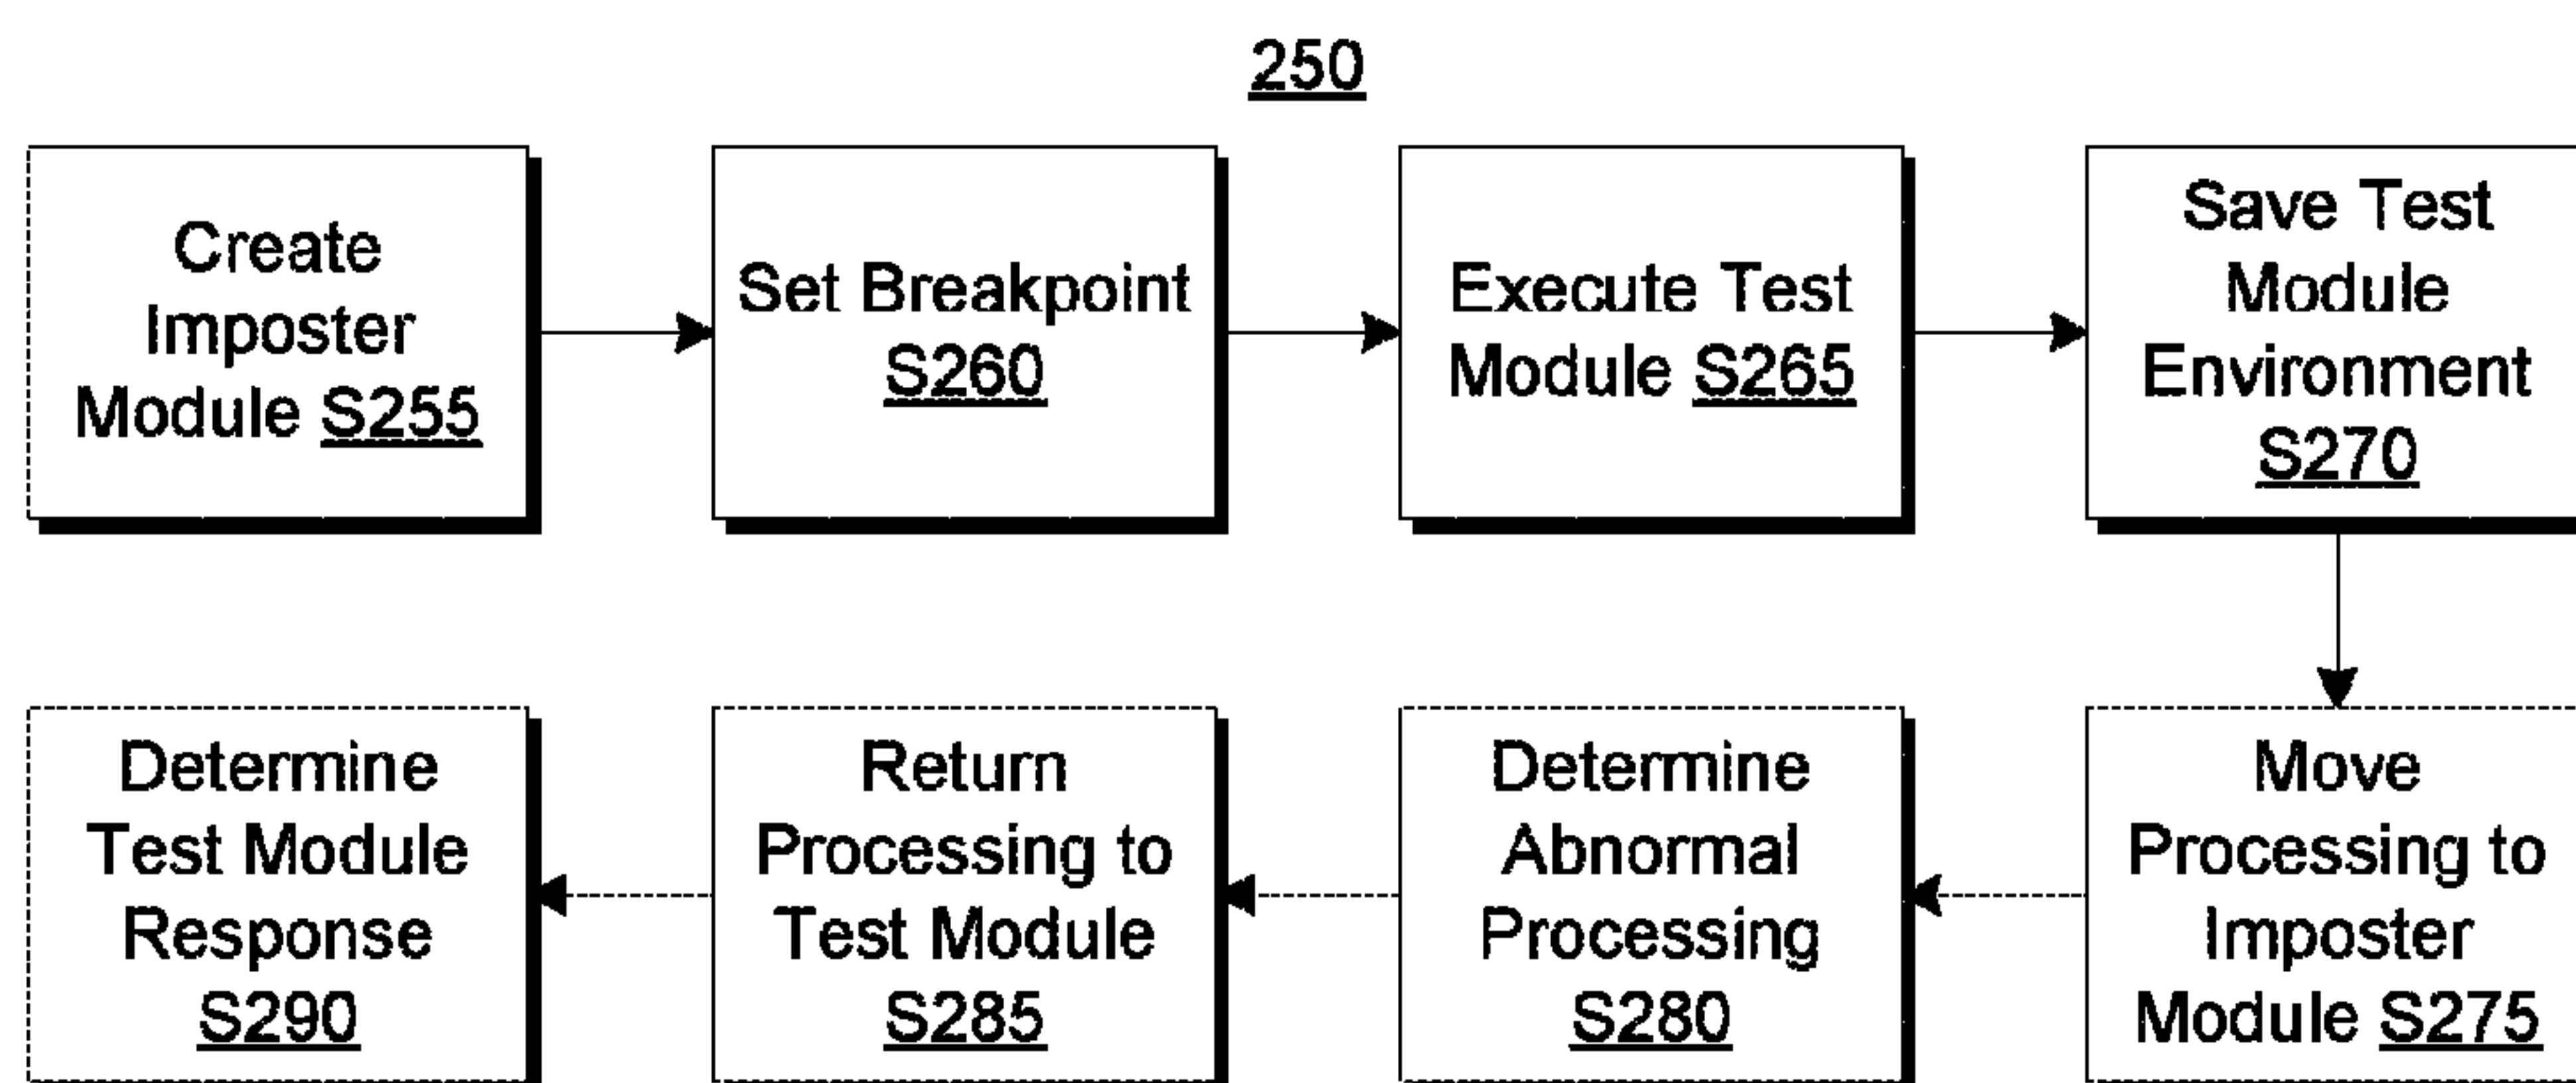 250
Create
Imposter
Module S255
Set Breakpoint
S260
Execute Test
Module S265
Save Test
Module
Environment
S270
Determine
Test Module
Response
S290
Return
Processing to
Test Module
S285
Determine
Abnormal
Processing
S280
Move
Processing to
Imposter
Module S275